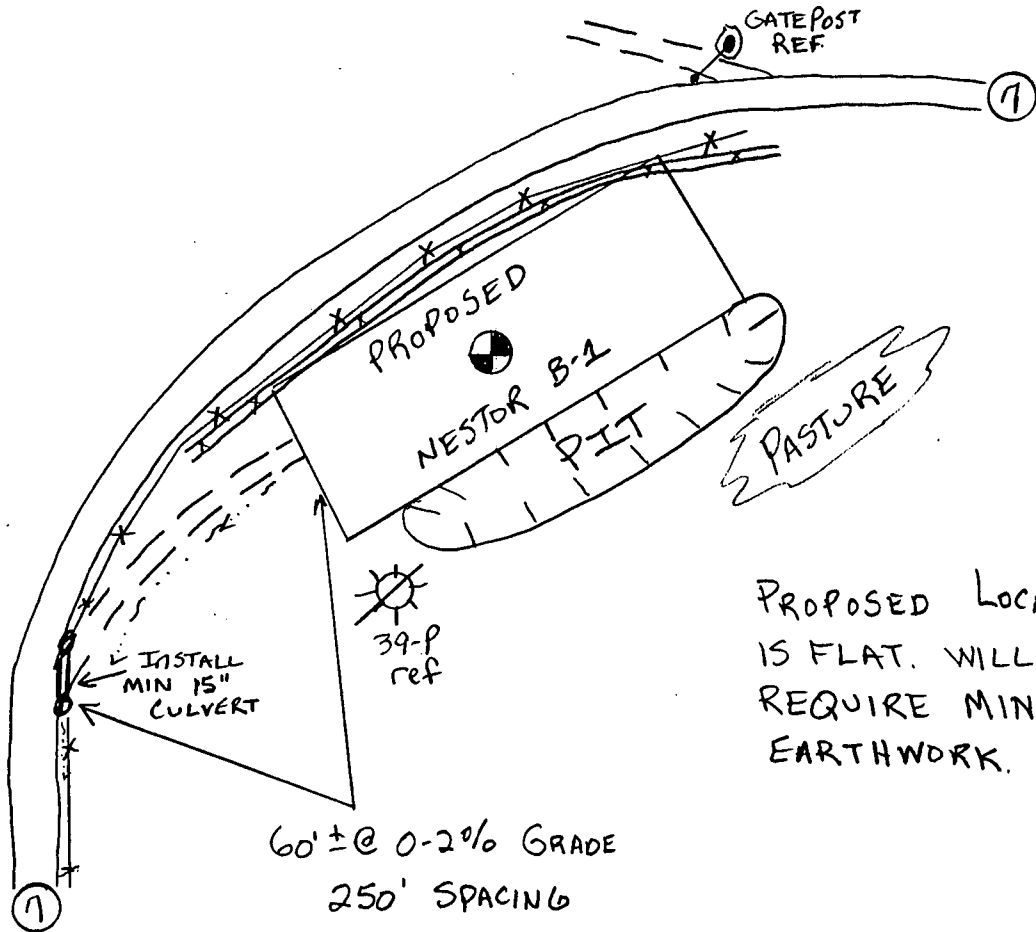 GATEPOST
REF.
7
PROPOSED
NESTOR B-1
PIT
PASTURE
39-P
ref
INSTALL
MIN 15"
CULVERT
PROPOSED LOCA
IS FLAT. WILL
REQUIRE MIN
EARTHWORK.
60'± @ 0-2% GRADE
250' SPACING
7